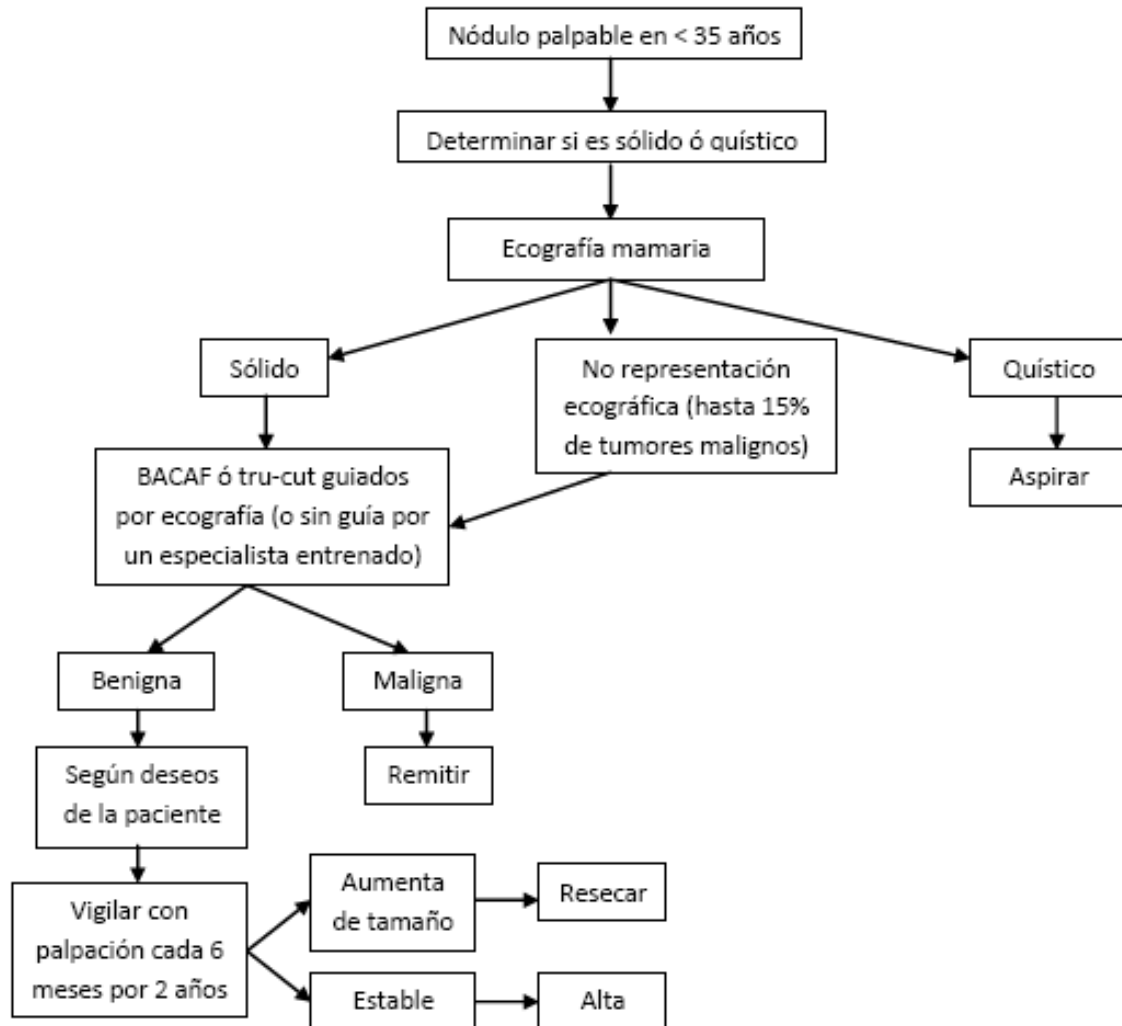 Nódulo palpable en < 35 años
Determinar si es sólido ó quístico
Ecografía mamaria
Sólido
No representación
ecográfica (hasta 15%
de tumores malignos)
Quístico
BACAF ó tru-cut guiados
por ecografía (o sin guía por
un especialista entrenado)
Aspirar
Benigna
Maligna
Según deseos
de la paciente
Remitir
Vigilar con
palpación cada 6
meses por 2 años
Aumenta
de tamaño
Resecar
Estable
Alta